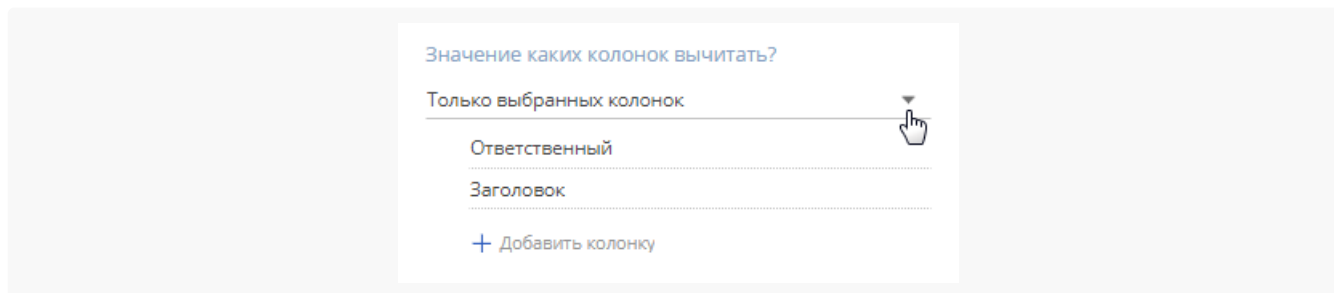 Значение каких колонок вычитать?
Только выбранных колонок
Ответственный
Заголовок
+ Добавить колонку